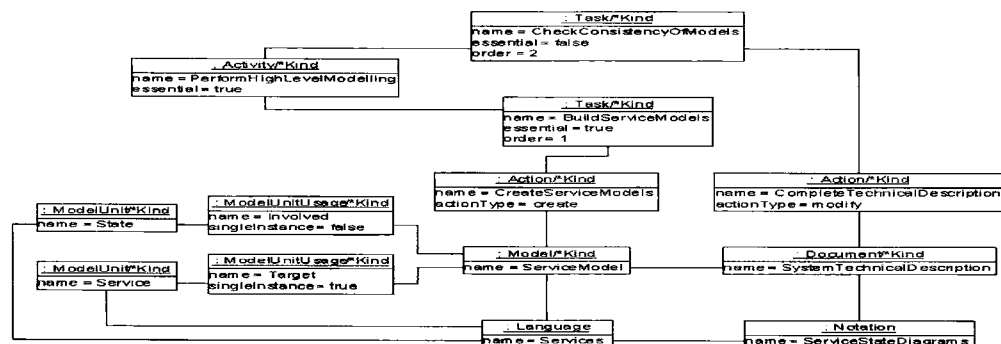 : Task/*Kind
name = CheckConsistencyOfModels
essential = false
order = 2
: Activity/*Kind
name = PerformHighLevelModelling
essential = true
: Task/*Kind
name = BuildServiceModels
essential = true
order = 1
: Action/*Kind
name = CreateServiceModels
actionType = create
: Action/*Kind
name = CompleteTechnicalDescription
actionType = modify
: ModelUnit/*Kind
name = State
: ModelUnitUsage/*Kind
name = Involved
singleInstance = false
: Model/*Kind
name = ServiceModel
: Document/*Kind
name = SystemTechnicalDescription
: ModelUnit/*Kind
name = Service
: ModelUnitUsage/*Kind
name = Target
singleInstance = true
: Language
name = Services
: Notation
name = ServiceStateDiagrams